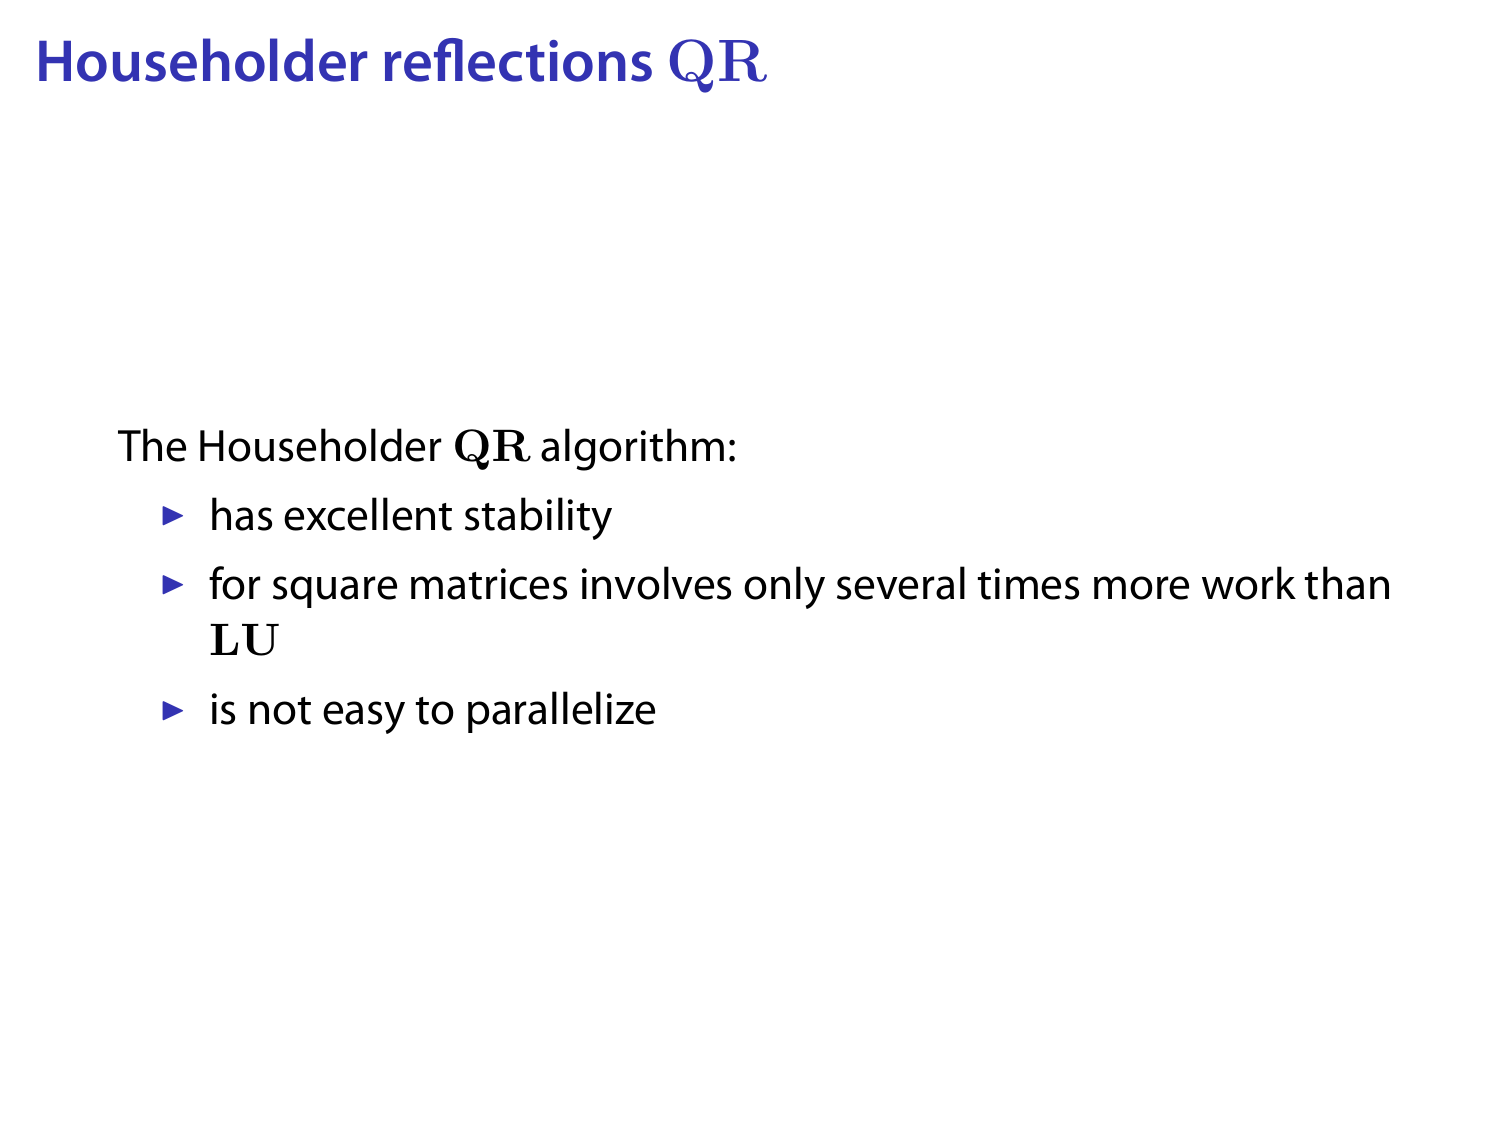 Householder reflections QR
The Householder QR algorithm:
▶ has excellent stability
▶ for square matrices involves only several times more work than
LU
▶ is not easy to parallelize